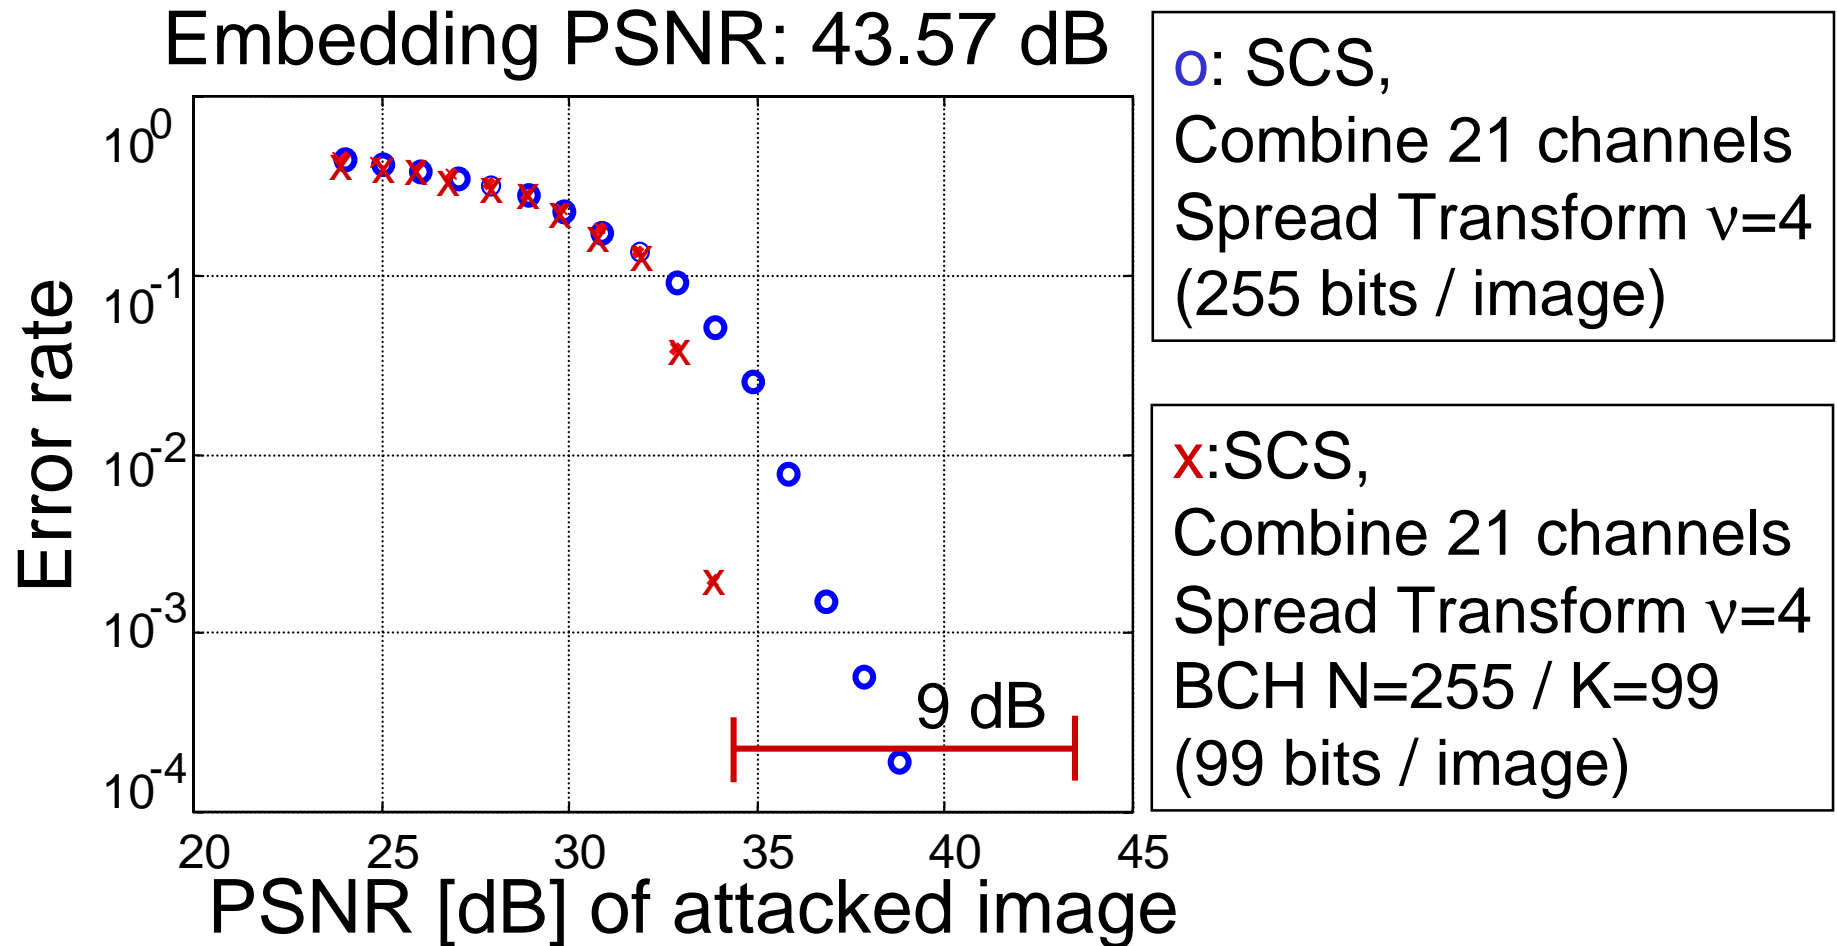 Embedding PSNR: 43.57 dB
10^0
10^-1
10^-2
10^-3
10^-4
Error rate
9 dB
20 25 30 35 40 45
PSNR [dB] of attacked image
o: SCS,
Combine 21 channels
Spread Transform ν=4
(255 bits / image)
x:SCS,
Combine 21 channels
Spread Transform ν=4
BCH N=255 / K=99
(99 bits / image)